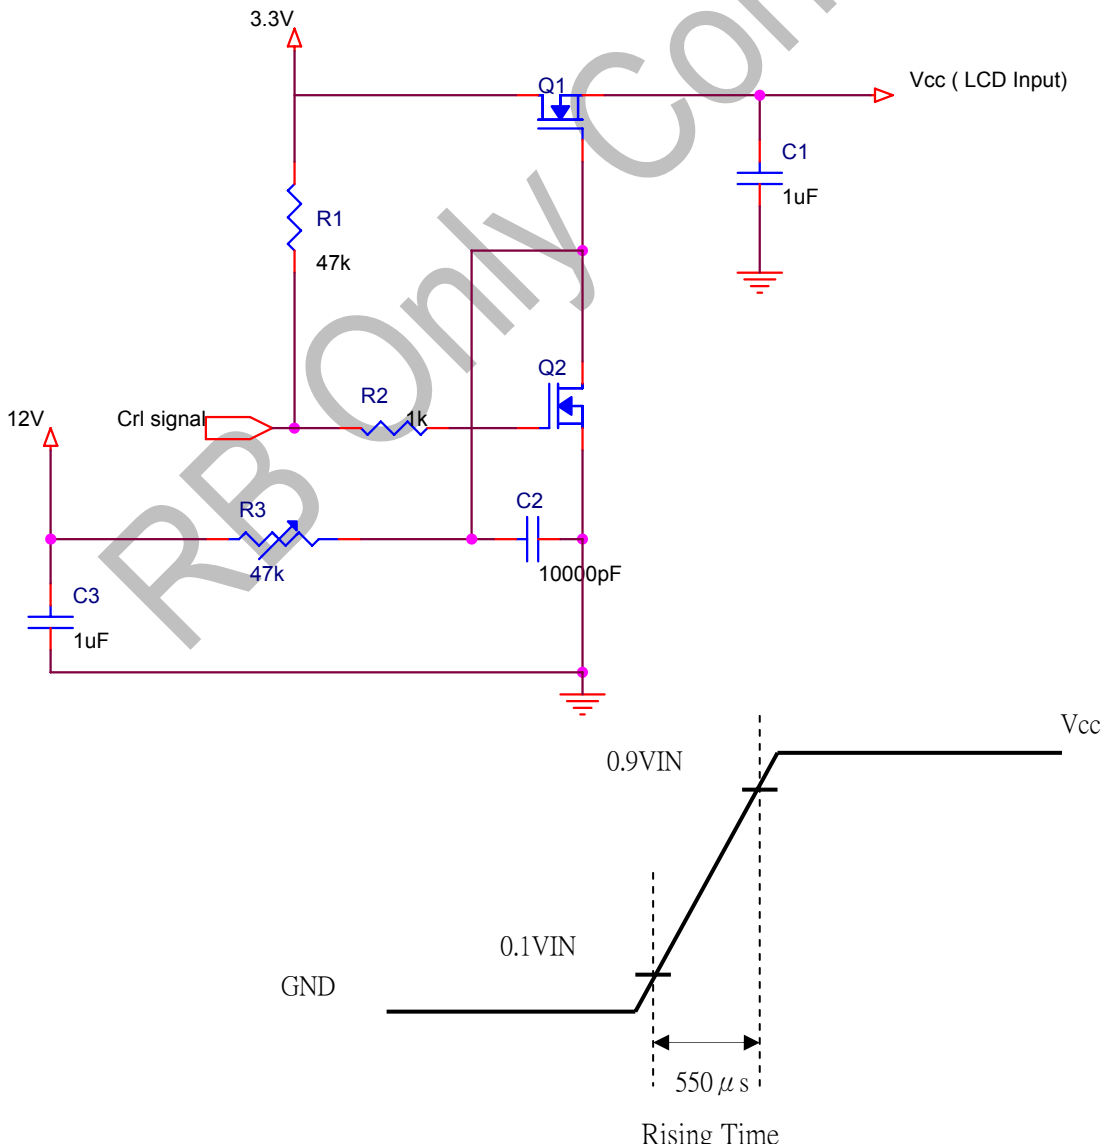 3.3V
Q1
Vcc ( LCD Input)
C1
1uF
R1
47k
Q2
R2
1k
12V
Crl signal
R3
47k
C2
10000pF
C3
1uF
RB Only Con
Vcc
0.9VIN
0.1VIN
GND
550μs
Rising Time